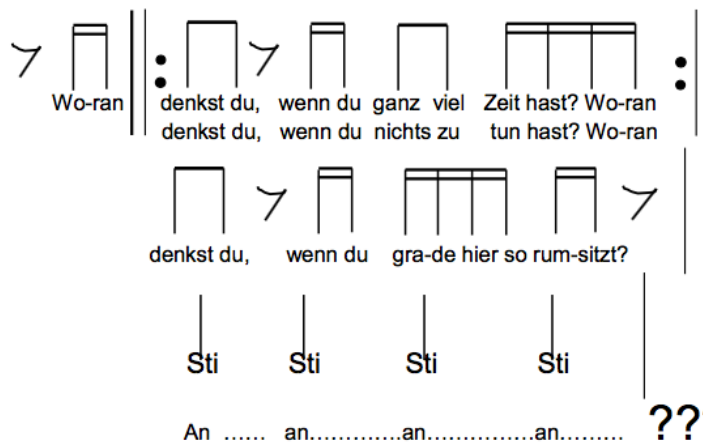 Wo-ran denkst du, wenn du ganz viel Zeit hast? Wo-ran
denkst du, wenn du nichts zu tun hast? Wo-ran
denkst du, wenn du gra-de hier so rum-sitzt?
Sti Sti Sti Sti
An ...... an.............an...............an......... ??